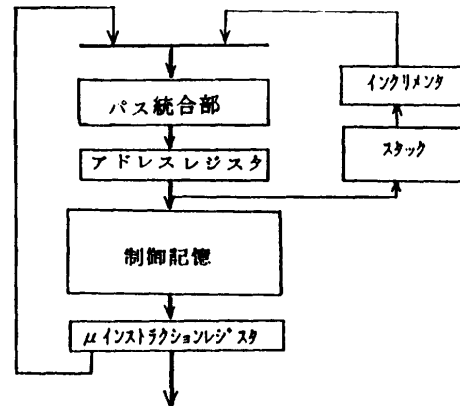 インクリメンタ
パス統合部
スタック
アドレスレジスタ
制御記憶
μインストラクションレジスタ